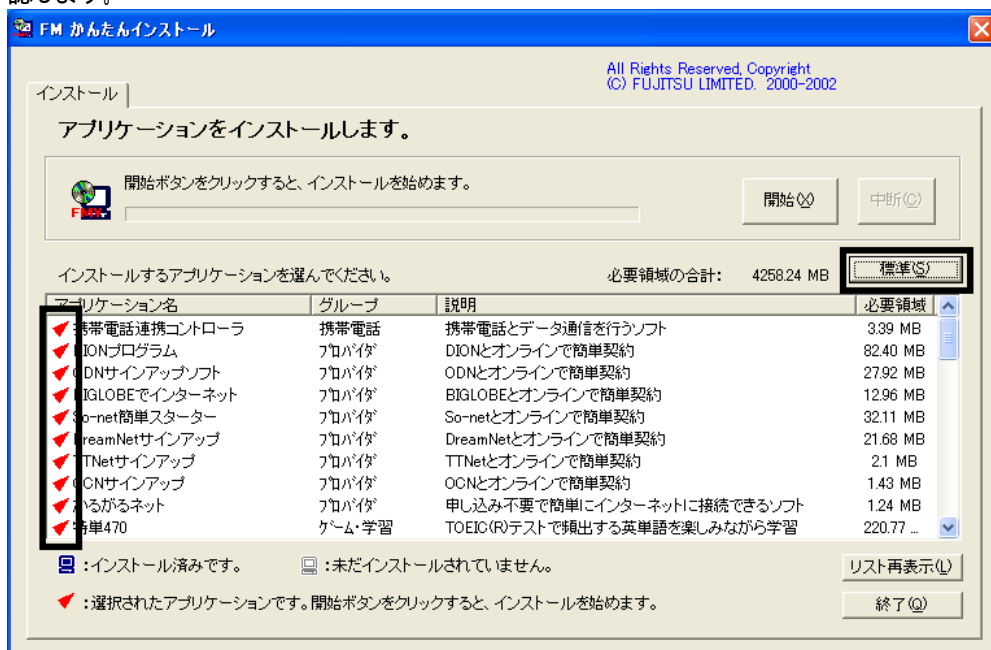 認します。
FM かんたんインストール
All Rights Reserved, Copyright
(C) FUJITSU LIMITED. 2000-2002
インストール
アプリケーションをインストールします。
開始ボタンをクリックすると、インストールを始めます。
FMV
開始(X)
中断(C)
インストールするアプリケーションを選んでください。
必要領域の合計: 4258.24 MB
標準(S)
アプリケーション名 グループ 説明 必要領域
携帯電話連携コントローラ 携帯電話 携帯電話とデータ通信を行うソフト 3.39 MB
DIONプログラム プロバイダ DIONとオンラインで簡単契約 82.40 MB
ODNサインアップソフト プロバイダ ODNとオンラインで簡単契約 27.92 MB
BIGLOBEでインターネット プロバイダ BIGLOBEとオンラインで簡単契約 12.96 MB
So-net簡単スターター プロバイダ So-netとオンラインで簡単契約 32.11 MB
DreamNetサインアップ プロバイダ DreamNetとオンラインで簡単契約 21.68 MB
TTNetサインアップ プロバイダ TTNetとオンラインで簡単契約 2.1 MB
OCNサインアップ プロバイダ OCNとオンラインで簡単契約 1.43 MB
かるがるネット プロバイダ 申し込み不要で簡単にインターネットに接続できるソフト 1.24 MB
特単470 ゲーム・学習 TOEIC(R)テストで頻出する英単語を楽しみながら学習 220.77 ...
:インストール済みです。 :未だインストールされていません。
リスト再表示(L)
:選択されたアプリケーションです。開始ボタンをクリックすると、インストールを始めます。
終了(Q)